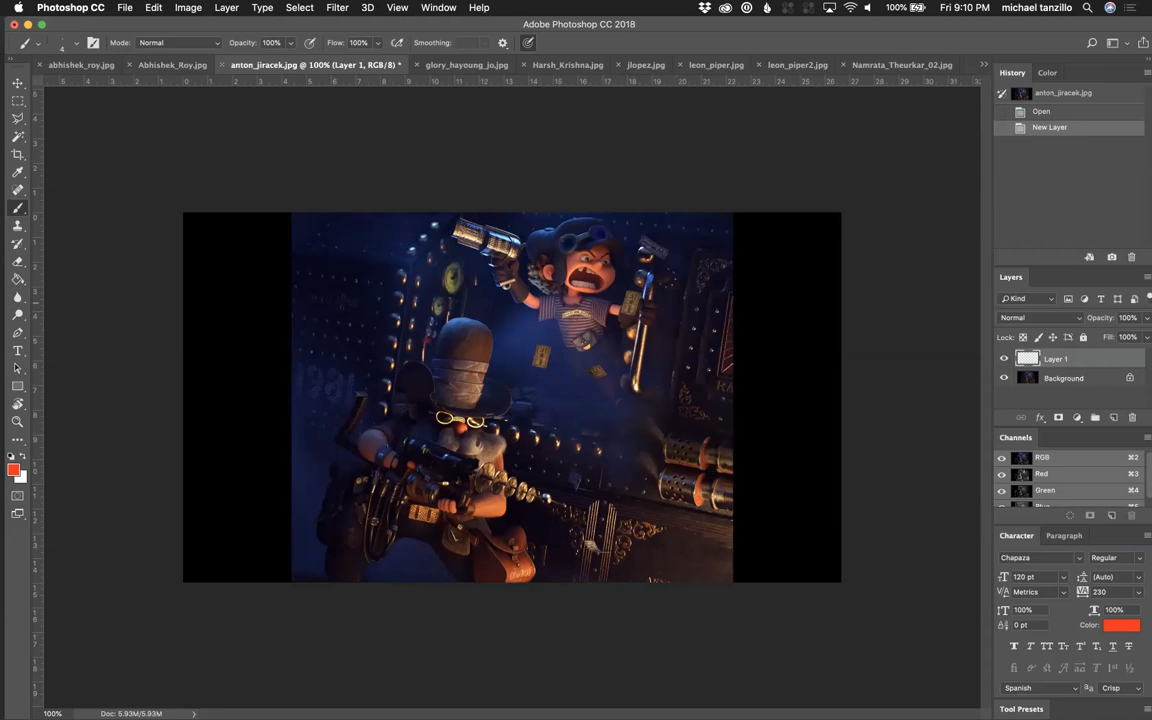 Photoshop CC File Edit Image Layer Type Select Filter 3D View Window Help 100% Fri 9:10 PM michael tanzillo
Adobe Photoshop CC 2018
4 Mode: Normal Opacity: 100% Flow: 100% Smoothing:
abhishek_roy.jpg Abhishek_Roy.jpg anton_jiracek.jpg @ 100% (Layer 1, RGB/8) * glory_hayoung_jo.jpg Harsh_Krishna.jpg jlopez.jpg leon_piper.jpg leon_piper2.jpg Namrata_Theurkar_02.jpg
History Color
anton_jiracek.jpg
Open
New Layer
Layers
Kind
Normal Opacity: 100%
Lock: Fill: 100%
Layer 1
Background
Channels
RGB ⌘2
Red ⌘3
Green ⌘4
Blue ⌘5
Character Paragraph
Chapaza Regular
120 pt (Auto)
Metrics 230
100% 100%
0 pt Color:
Spanish aa Crisp
Tool Presets
100% Doc: 5.93M/5.93M